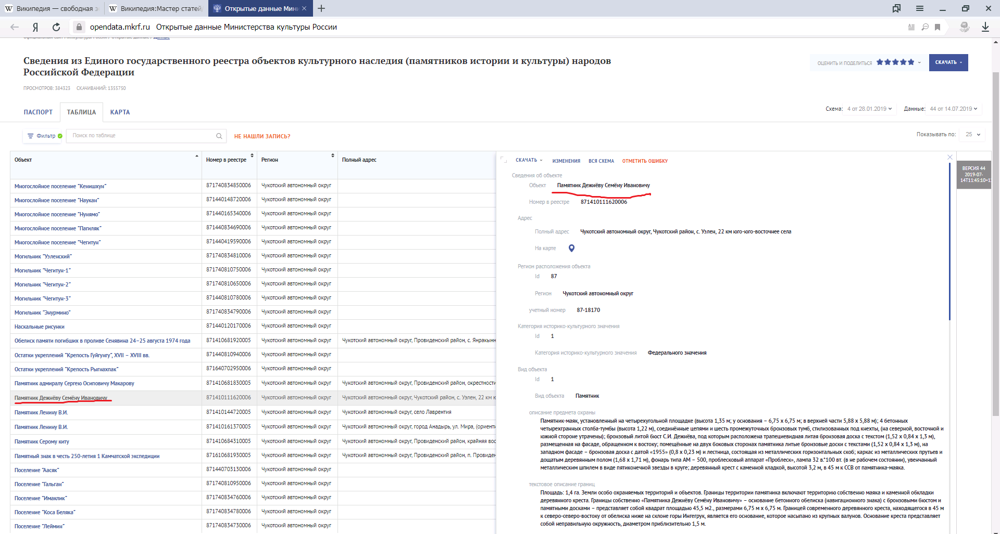 Википедия — свободная э
Википедия:Мастер статей
Открытые данные Мин
opendata.mkrf.ru Открытые данные Министерства культуры России
Официальный сайт Минкультуры России / Открытые данные / Данные
Сведения из Единого государственного реестра объектов культурного наследия (памятников истории и культуры) народов
Российской Федерации
ОЦЕНИТЬ И ПОДЕЛИТЬСЯ
СКАЧАТЬ
ПРОСМОТРОВ: 384323 СКАЧИВАНИЙ: 1355750
ПАСПОРТ ТАБЛИЦА КАРТА
Схема: 4 от 28.01.2019 Данные: 44 от 14.07.2019
Фильтр Поиск по таблице НЕ НАШЛИ ЗАПИСЬ?
Показывать по: 25
Объект Номер в реестре Регион Полный адрес
Многослойное поселение "Кенишхун" 871740834850006 Чукотский автономный округ
Многослойное поселение "Наукан" 871440148720006 Чукотский автономный округ
Многослойное поселение "Нунямо" 871440165340006 Чукотский автономный округ
Многослойное поселение "Пагиляк" 871440834690006 Чукотский автономный округ
Многослойное поселение "Чегитун" 871440419590006 Чукотский автономный округ
Могильник "Уэленский" 871740834810006 Чукотский автономный округ
Могильник "Чегитун-1" 871740810750006 Чукотский автономный округ
Могильник "Чегитун-2" 871740810650006 Чукотский автономный округ
Могильник "Чегитун-3" 871440810780006 Чукотский автономный округ
Могильник "Энурмино" 871740834790006 Чукотский автономный округ
Наскальные рисунки 871440120170006 Чукотский автономный округ
Обелиск памяти погибших в проливе Сенявина 24–25 августа 1974 года 871410681920005 Чукотский автономный округ Чукотский автономный округ, Провиденский район, с. Янракынн
Остатки укреплений "Крепость Гуйгунгу", XVII – XVIII вв. 871440810940006 Чукотский автономный округ
Остатки укреплений "Крепость Рыгнахпак" 871640702950006 Чукотский автономный округ
Памятник адмиралу Сергею Осиповичу Макарову 871410681830005 Чукотский автономный округ Чукотский автономный округ, Провиденский район, окрестности
Памятник Дежнёву Семёну Ивановичу 871410111620006 Чукотский автономный округ Чукотский автономный округ, Чукотский район, с. Уэлен, 22 км ю
Памятник Ленину В.И. 871410144720005 Чукотский автономный округ Чукотский автономный округ, село Лаврентия
Памятник Ленину В.И. 871410161370005 Чукотский автономный округ Чукотский автономный округ, город Анадырь, ул. Мира, (ориенти
Памятник Серому киту 871410684310005 Чукотский автономный округ Чукотский автономный округ, Провиденский район, крайняя вос
Памятный знак в честь 250-летия 1 Камчатской экспедиции 871610681930005 Чукотский автономный округ Чукотский автономный округ, Провиденский район, п. Провиден
Поселение "Аасяк" 871440703130006 Чукотский автономный округ
Поселение "Гальган" 871740810950006 Чукотский автономный округ
Поселение "Имаклик" 871740834760006 Чукотский автономный округ
Поселение "Коса Беляка" 871740834780006 Чукотский автономный округ
Поселение "Леймин" 871740834730006 Чукотский автономный округ
СКАЧАТЬ ИЗМЕНЕНИЯ ВСЯ СХЕМА ОТМЕТИТЬ ОШИБКУ
Сведения об объекте
Объект Памятник Дежнёву Семёну Ивановичу
Номер в реестре 871410111620006
Адрес
Полный адрес Чукотский автономный округ, Чукотский район, с. Уэлен, 22 км юго-юго-восточнее села
На карте
Регион расположения объекта
Id 87
Регион Чукотский автономный округ
учетный номер 87-18170
Категория историко-культурного значения
Id 1
Категория историко-культурного значения Федерального значения
Вид объекта
Id 1
Вид объекта Памятник
описание предмета охраны
Памятник-маяк, установленный на четырехугольной площадке (высота 1,35 м; у основания – 6,75 х 6,75 м; в верхней части 5,88 х 5,88 м); 4 бетонных
четырехгранных столба-тумбы (высота 1,22 м), соединённые цепями и шесть промежуточных бронзовых тумб, стилизованных под кнехты, (на северной, восточной и
южной стороне утрачены); бронзовый литой бюст С.И. Дежнёва, под которым расположена трапециевидная литая бронзовая доска с текстом (1,52 х 0,84 х 1,3 м),
размещенная на фасаде, обращенном к востоку; помещённые на двух боковых сторонах памятника литые бронзовые доски с текстами (1,52 х 0,84 х 1,3 м), на
западном фасаде – бронзовая доска с датой «1955» (0,8 х 0,23 м) и лестница, состоящая из металлических горизонтальных скоб; каркас из металлических прутьев и
дощатым деревянным полом (1,68 х 1,71 м), фонарь типа АМ – 500, проблесковый аппарат «Проблеск», лампа 32 в.*100 вт. (в не рабочем состоянии), увенчанный
металлическим шпилем в виде пятиконечной звезды в круге; деревянный крест с каменной кладкой, высотой 3,2 м, в 45 м к ССВ от памятника-маяка.
текстовое описание границ
Площадь: 1,4 га. Земли особо охраняемых территорий и объектов. Границы территории памятника включают территорию собственно маяка и каменной обкладки
деревянного креста. Границы собственно «Памятника Дежнёву Семёну Ивановичу» – основание бетонного обелиска (навигационного знака) с бронзовыми бюстом и
памятными досками – представляет собой квадрат площадью 45,5 м2., размерами 6,75 м х 6,75 м. Границей современного деревянного креста, находящегося в 45 м
к северо-северо-востоку от обелиска ниже на склоне горы Ингегрук, является его основание, которое насыпано из крупных валунов. Основание креста представляет
собой неправильную окружность, диаметром приблизительно 1,5 м.
ВЕРСИЯ 44
2019-07-
14T11:45:10+1